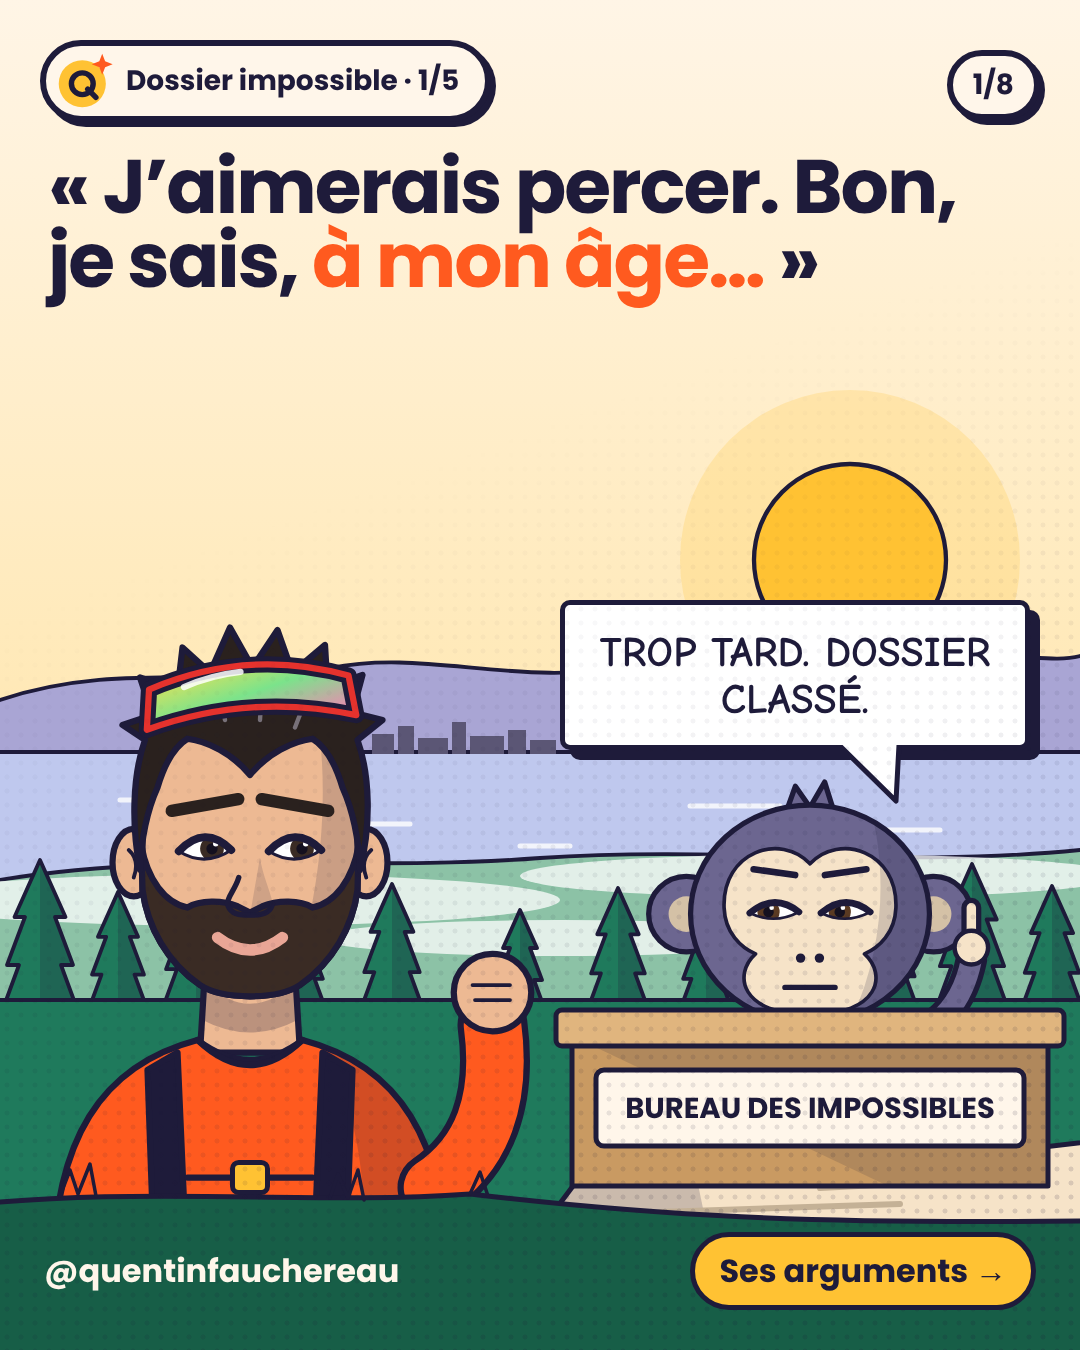 Q
Dossier impossible · 1/5
1/8
« J’aimerais percer. Bon,
je sais, à mon âge... »
TROP TARD. DOSSIER
CLASSÉ.
BUREAU DES IMPOSSIBLES
@quentinfauchereau
Ses arguments →